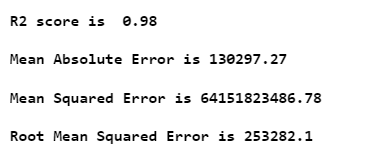 R2 score is  0.98
Mean Absolute Error is 130297.27
Mean Squared Error is 64151823486.78
Root Mean Squared Error is 253282.1